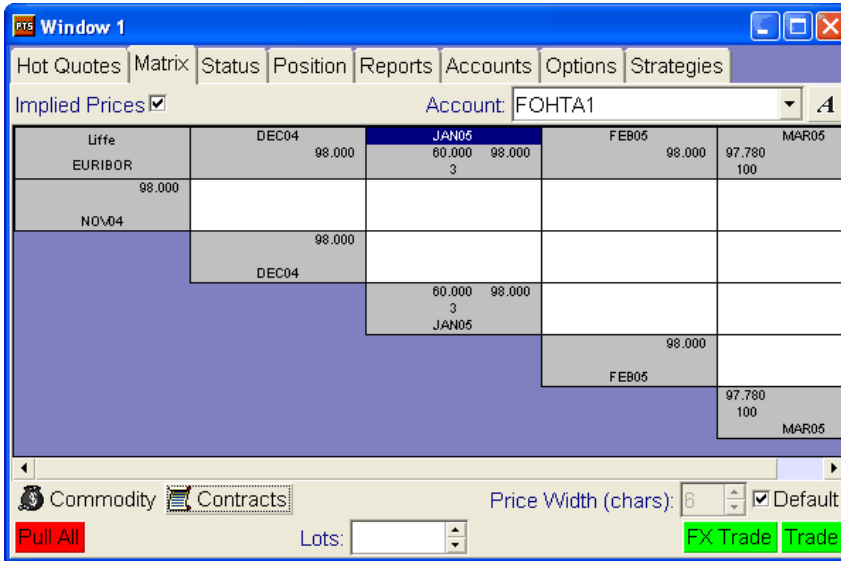 PTS Window 1
Hot Quotes Matrix Status Position Reports Accounts Options Strategies
Implied Prices Account: FOHTA1 A
Liffe DEC04 JAN05 FEB05 MAR05
EURIBOR 98.000 60.000 98.000 98.000 97.780
3 100
98.000
NOV04
98.000
DEC04
60.000 98.000
3
JAN05
98.000
FEB05
97.780
100
MAR05
Commodity Contracts Price Width (chars): 6 Default
Pull All Lots: FX Trade Trade